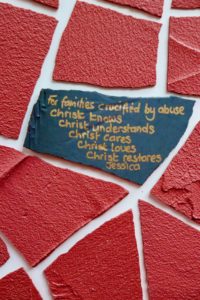 For families crucified by abuse
Christ knows
Christ understands
Christ cares
Christ loves
Christ restores
Jessica